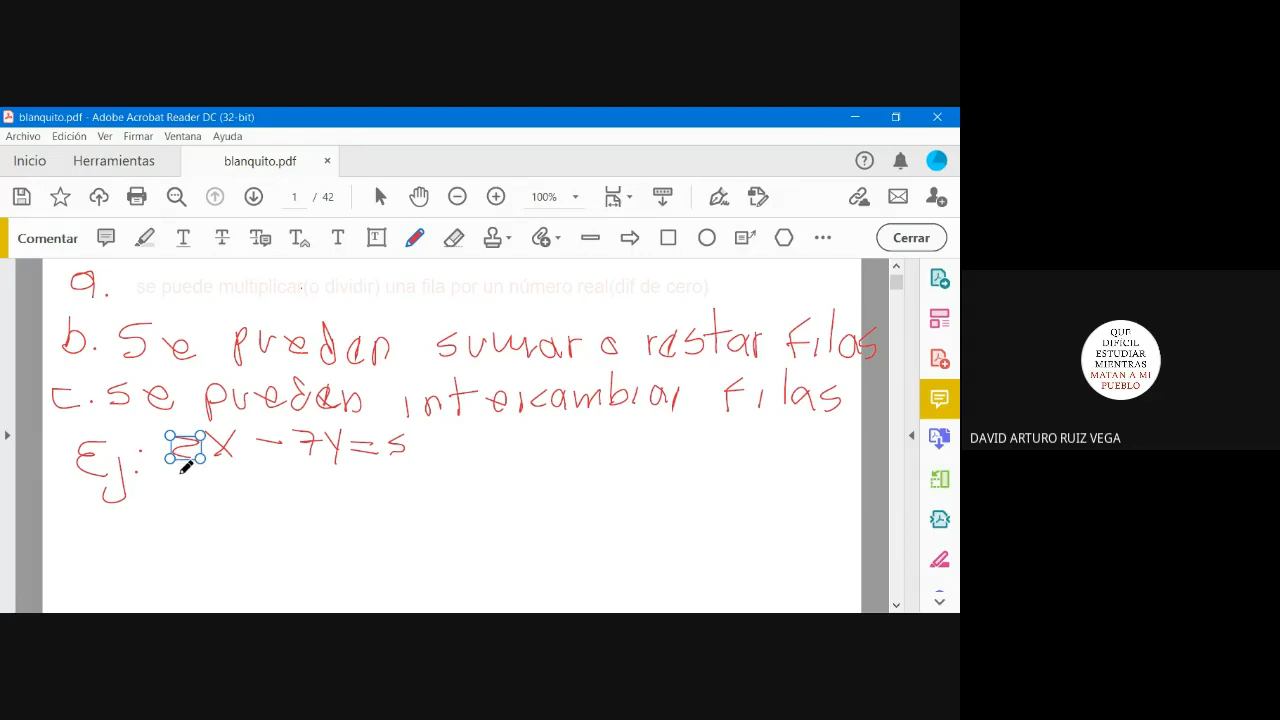 blanquito.pdf - Adobe Acrobat Reader DC (32-bit)
Archivo Edición Ver Firmar Ventana Ayuda
Inicio Herramientas blanquito.pdf ×
1 / 42 100%
Comentar Cerrar
a. se puede multiplicar(o dividir) una fila por un número real(dif de cero)
b. Se pueden sumar o restar filas
c. se pueden intercambiar filas
Ej: 2X - 7Y = 5
QUE
DIFÍCIL
ESTUDIAR
MIENTRAS
MATAN A MI
PUEBLO
DAVID ARTURO RUIZ VEGA